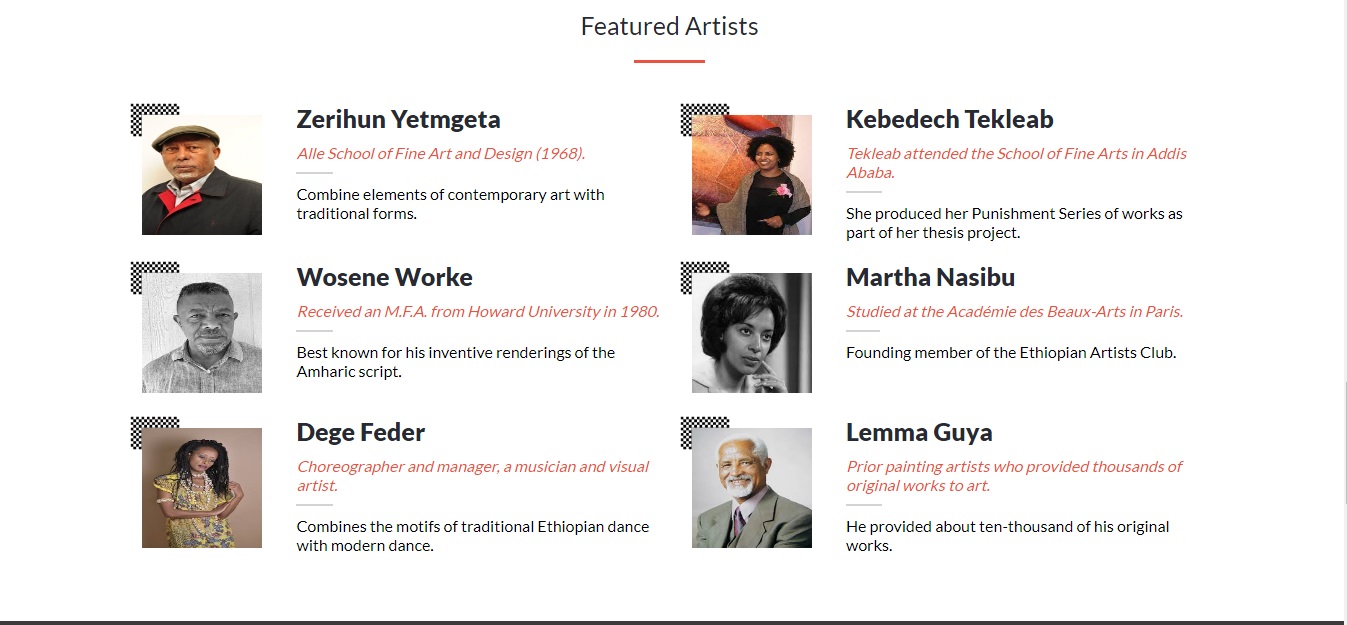 Featured Artists
Zerihun Yetmgeta
Alle School of Fine Art and Design (1968).
Combine elements of contemporary art with
traditional forms.
Kebedech Tekleab
Tekleab attended the School of Fine Arts in Addis
Ababa.
She produced her Punishment Series of works as
part of her thesis project.
Wosene Worke
Received an M.F.A. from Howard University in 1980.
Best known for his inventive renderings of the
Amharic script.
Martha Nasibu
Studied at the Académie des Beaux-Arts in Paris.
Founding member of the Ethiopian Artists Club.
Dege Feder
Choreographer and manager, a musician and visual
artist.
Combines the motifs of traditional Ethiopian dance
with modern dance.
Lemma Guya
Prior painting artists who provided thousands of
original works to art.
He provided about ten-thousand of his original
works.